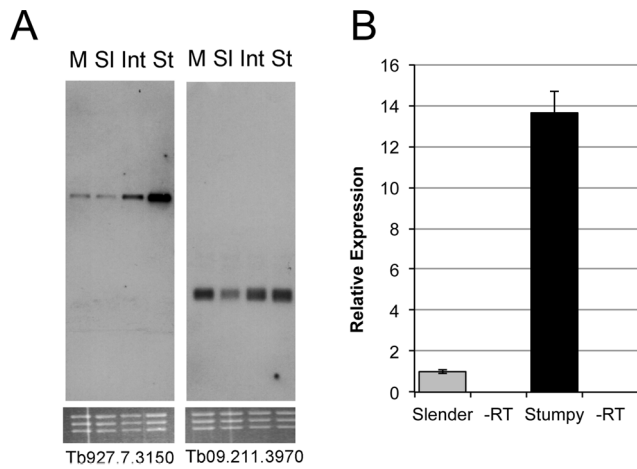 A
M Sl Int St
M Sl Int St
Tb927.7.3150
Tb09.211.3970
B
16
14
12
10
8
6
4
2
0
Relative Expression
Slender -RT Stumpy -RT